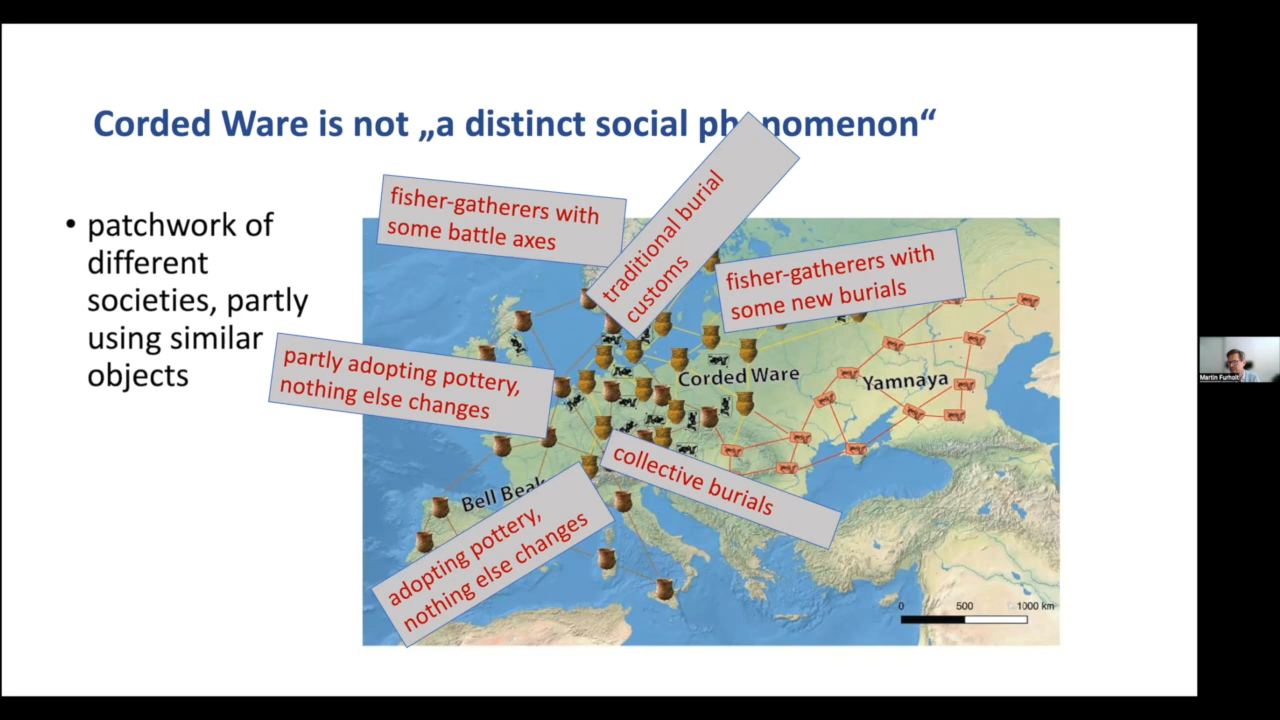 Corded Ware is not „a distinct social phenomenon“
• patchwork of
different
societies, partly
using similar
objects
fisher-gatherers with
some battle axes
traditional burial
customs
fisher-gatherers with
some new burials
partly adopting pottery,
nothing else changes
Corded Ware
Yamnaya
collective burials
Bell Beak
adopting pottery,
nothing else changes
0 500 1000 km
Martin Furholt